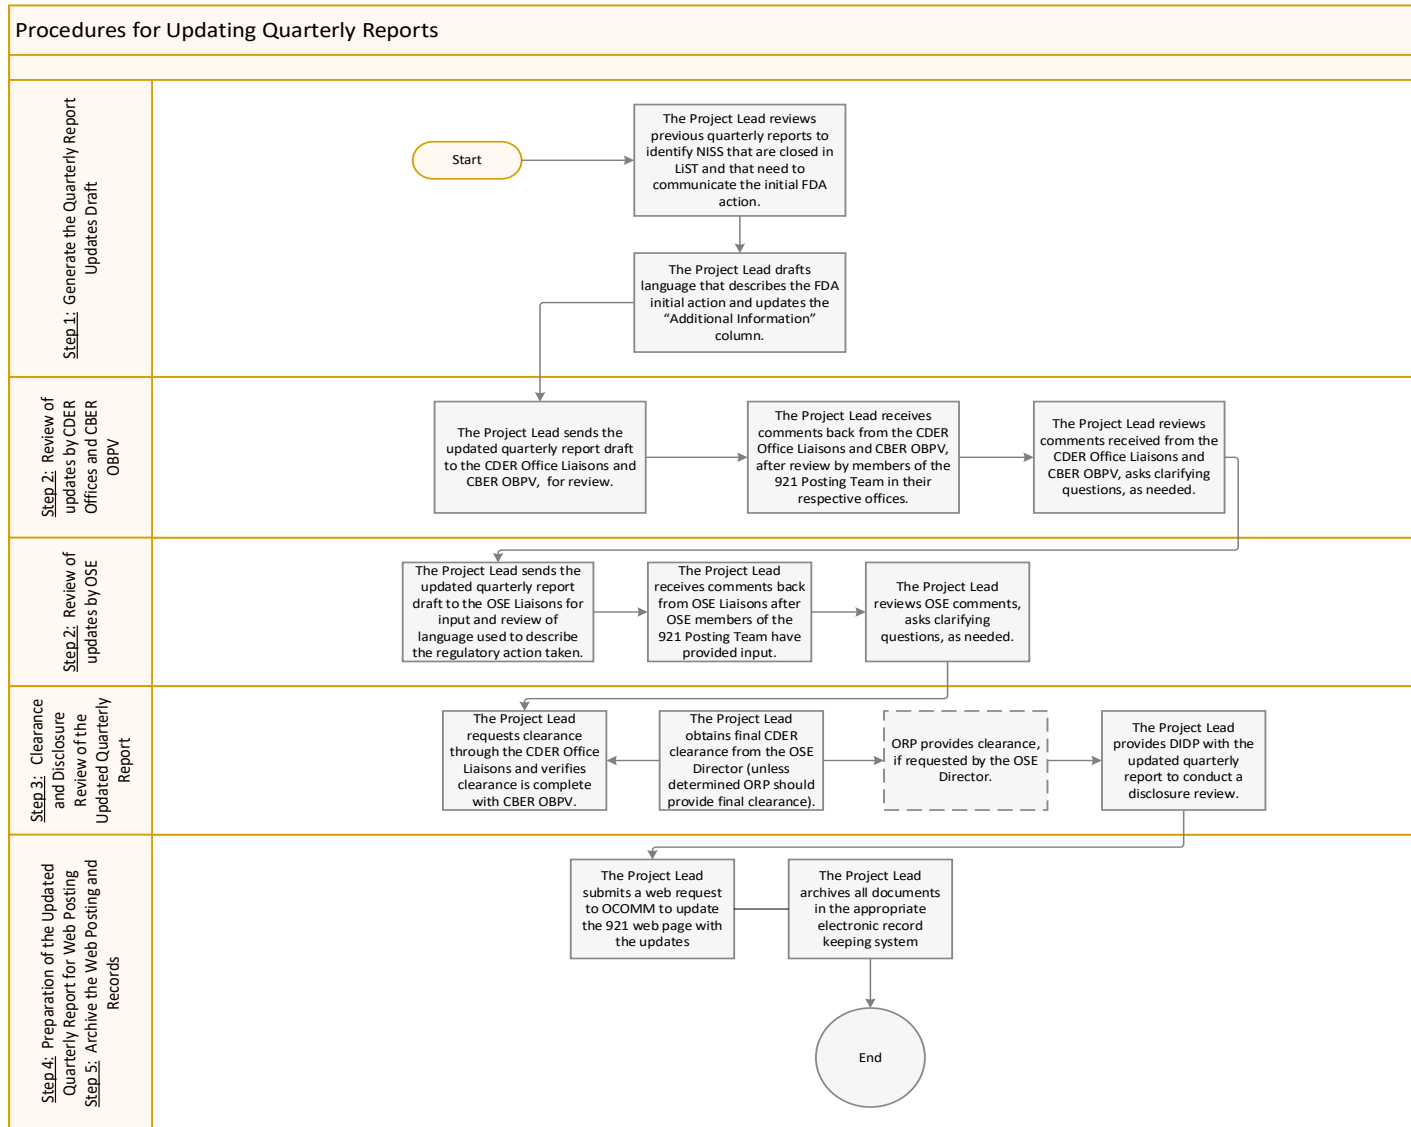 Procedures for Updating Quarterly Reports
Step 1:  Generate the Quarterly Report
Updates Draft
Start
The Project Lead reviews
previous quarterly reports to
identify NISS that are closed in
LiST and that need to
communicate the initial FDA
action.
The Project Lead drafts
language that describes the FDA
initial action and updates the
“Additional Information”
column.
Step 2:  Review of
updates by CDER
Offices and CBER
OBPV
The Project Lead sends the
updated quarterly report draft
to the CDER Office Liaisons and
CBER OBPV,  for review.
The Project Lead receives
comments back from the CDER
Office Liaisons and CBER OBPV,
after review by members of the
921 Posting Team in their
respective offices.
The Project Lead reviews
comments received from the
CDER Office Liaisons and
CBER OBPV, asks clarifying
questions, as needed.
Step 2:  Review of
updates by OSE
The Project Lead sends the
updated quarterly report
draft to the OSE Liaisons for
input and review of
language used to describe
the regulatory action taken.
The Project Lead
receives comments back
from OSE Liaisons after
OSE members of the
921 Posting Team have
provided input.
The Project Lead
reviews OSE comments,
asks clarifying
questions, as needed.
Step 3:  Clearance
and Disclosure
Review of the
Updated Quarterly
Report
The Project Lead
requests clearance
through the CDER Office
Liaisons and verifies
clearance is complete
with CBER OBPV.
The Project Lead
obtains final CDER
clearance from the OSE
Director (unless
determined ORP should
provide final clearance).
ORP provides clearance,
if requested by the OSE
Director.
The Project Lead
provides DIDP with the
updated quarterly
report to conduct a
disclosure review.
Step 4:  Preparation of the Updated
Quarterly Report for Web Posting
Step 5:  Archive the Web Posting and
Records
The Project Lead
submits a web request
to OCOMM to update
the 921 web page with
the updates
The Project Lead
archives all documents
in the appropriate
electronic record
keeping system
End